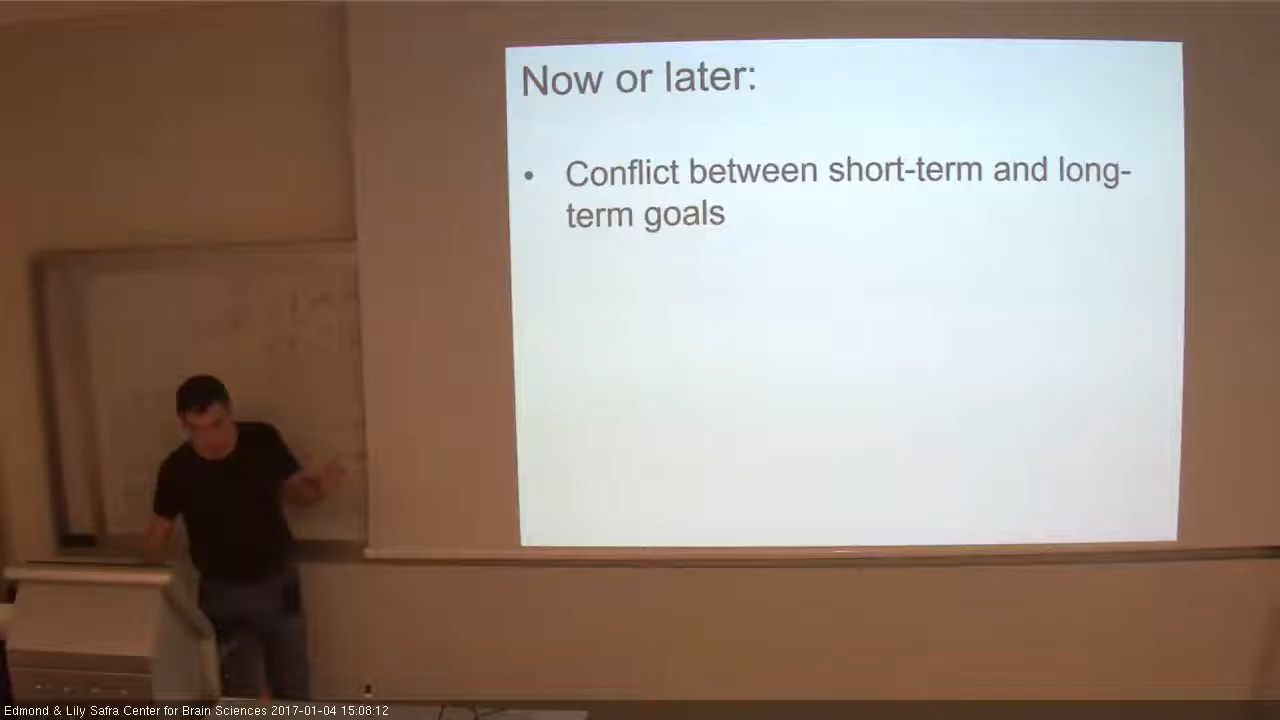 Now or later:
• Conflict between short-term and long-
term goals
Edmond & Lily Safra Center for Brain Sciences 2017-01-04 15:08:12